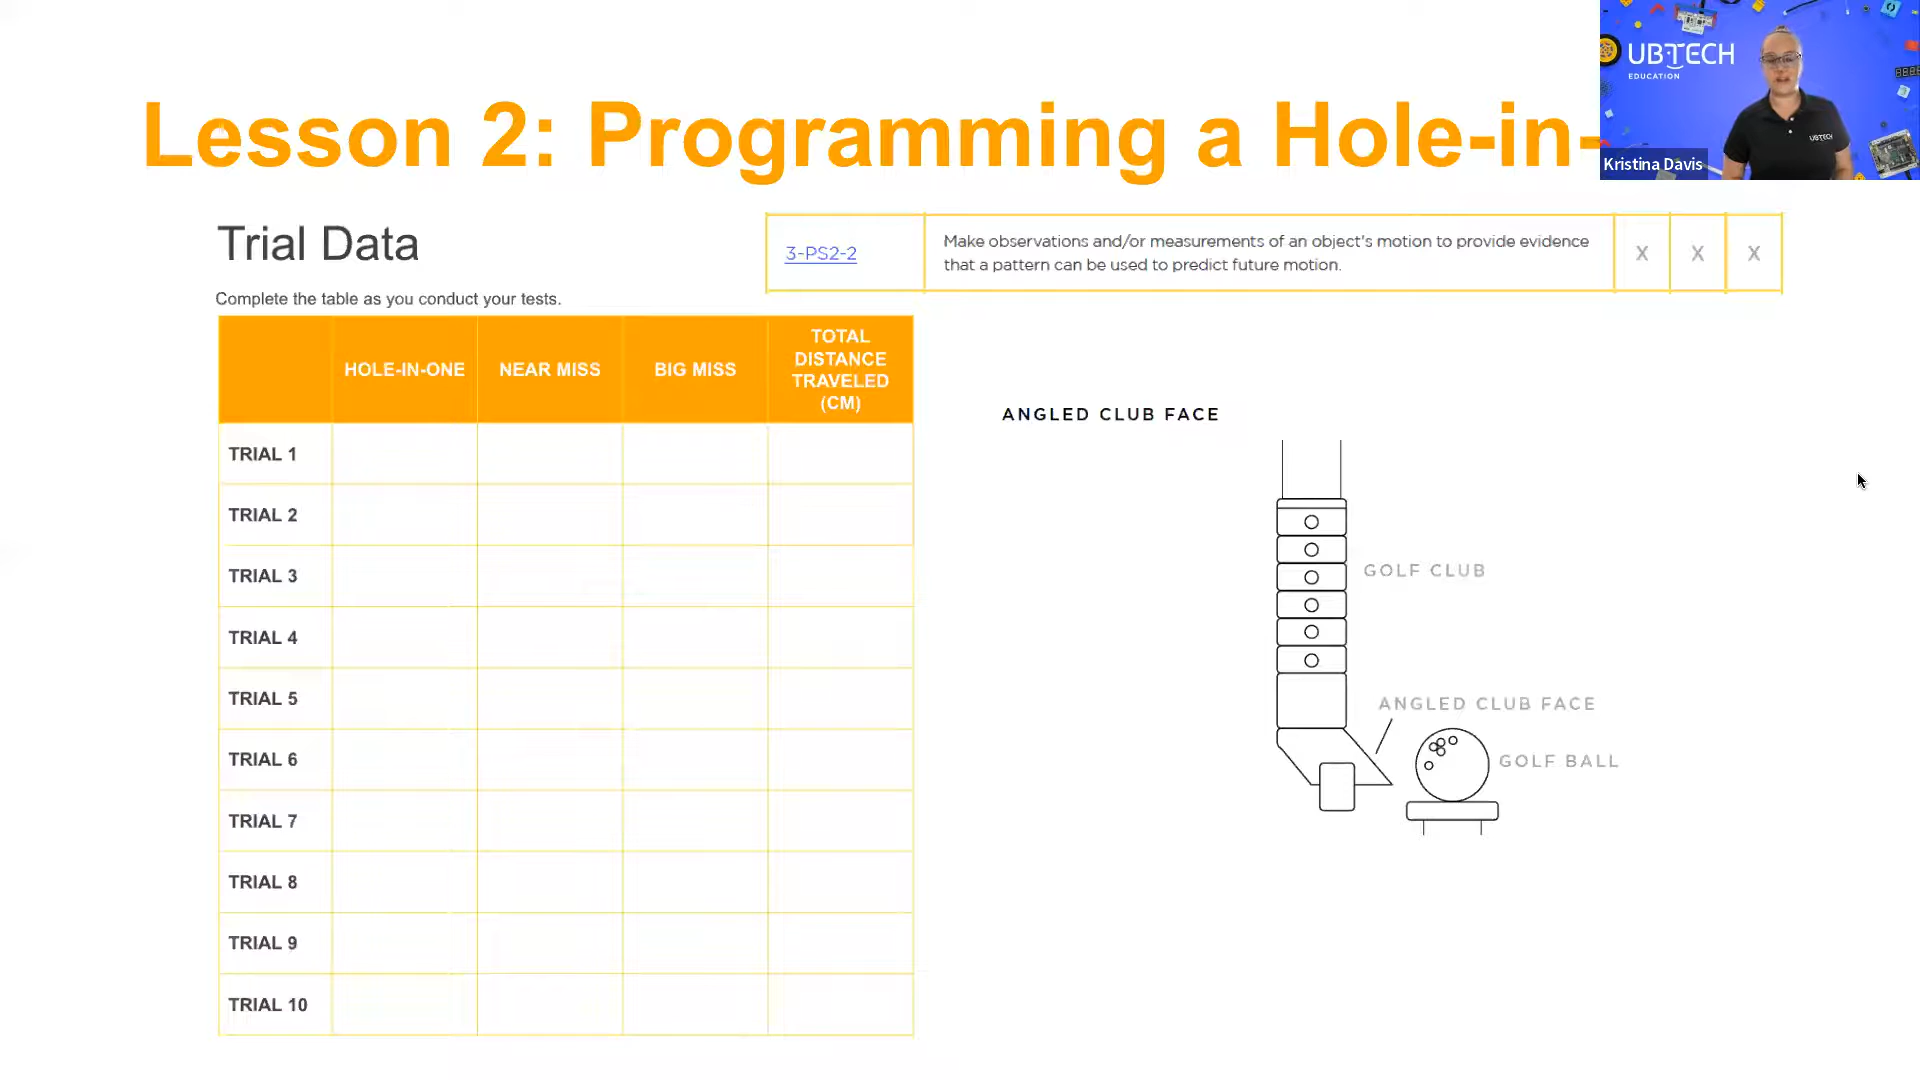 Lesson 2: Programming a Hole-in-
UBTECH
EDUCATION
UBTECH
Kristina Davis
Trial Data
3-PS2-2
Make observations and/or measurements of an object's motion to provide evidence
that a pattern can be used to predict future motion.
X X X
Complete the table as you conduct your tests.
HOLE-IN-ONE
NEAR MISS
BIG MISS
TOTAL
DISTANCE
TRAVELED
(CM)
TRIAL 1
TRIAL 2
TRIAL 3
TRIAL 4
TRIAL 5
TRIAL 6
TRIAL 7
TRIAL 8
TRIAL 9
TRIAL 10
ANGLED CLUB FACE
GOLF CLUB
ANGLED CLUB FACE
GOLF BALL